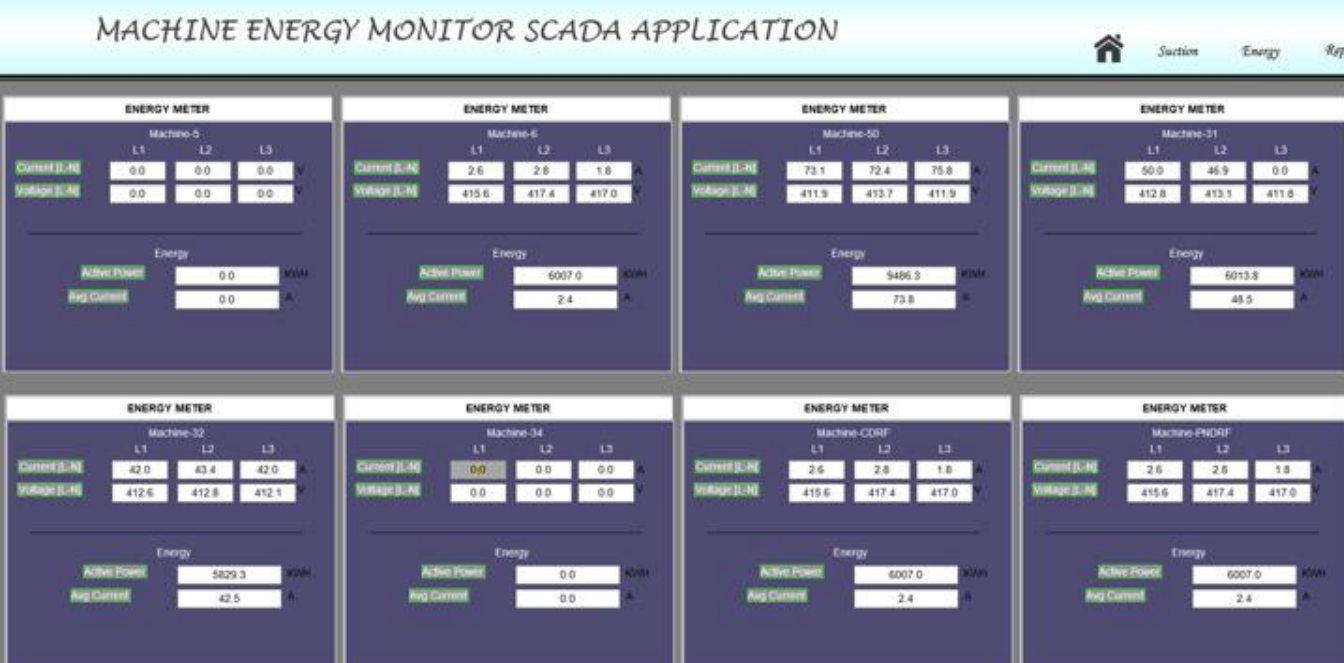 MACHINE ENERGY MONITOR SCADA APPLICATION
Suction Energy Rep
ENERGY METER ENERGY METER ENERGY METER ENERGY METER
Machine-5 Machine-6 Machine-50 Machine-31
L1 L2 L3 L1 L2 L3 L1 L2 L3 L1 L2 L3
Current [L-N] 0.0 0.0 0.0 V Current [L-N] 2.6 2.8 1.8 A Current [L-N] 73.1 72.4 75.8 A Current [L-N] 50.0 46.9 0.0 A
Voltage [L-N] 0.0 0.0 0.0 V Voltage [L-N] 415.6 417.4 417.0 V Voltage [L-N] 411.9 413.7 411.9 V Voltage [L-N] 412.8 413.1 411.8 V
Energy Energy Energy Energy
Active Power 0.0 KWH Active Power 6007.0 KWH Active Power 9486.3 KWH Active Power 6013.8 KWH
Avg Current 0.0 A Avg Current 2.4 A Avg Current 73.8 A Avg Current 48.5 A
ENERGY METER ENERGY METER ENERGY METER ENERGY METER
Machine-32 Machine-34 Machine-CDRF Machine-PNDRF
L1 L2 L3 L1 L2 L3 L1 L2 L3 L1 L2 L3
Current [L-N] 42.0 43.4 42.0 A Current [L-N] 0.0 0.0 0.0 A Current [L-N] 2.6 2.8 1.8 A Current [L-N] 2.6 2.8 1.8 A
Voltage [L-N] 412.6 412.8 412.1 V Voltage [L-N] 0.0 0.0 0.0 V Voltage [L-N] 415.6 417.4 417.0 V Voltage [L-N] 415.6 417.4 417.0 V
Energy Energy Energy Energy
Active Power 5829.3 KWH Active Power 0.0 KWH Active Power 6007.0 KWH Active Power 6007.0 KWH
Avg Current 42.5 A Avg Current 0.0 A Avg Current 2.4 A Avg Current 2.4 A